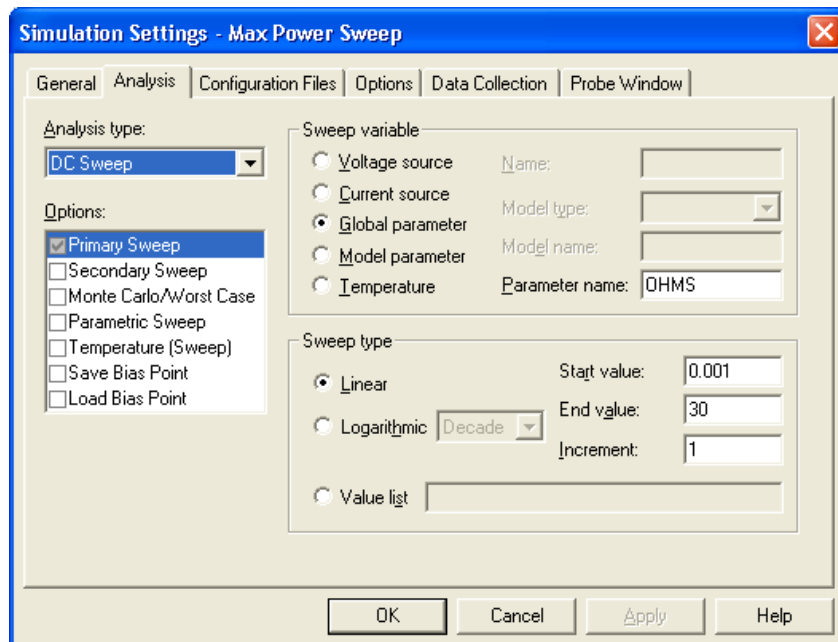 Simulation Settings - Max Power Sweep
General Analysis Configuration Files Options Data Collection Probe Window
Analysis type:
DC Sweep
Options:
Primary Sweep
Secondary Sweep
Monte Carlo/Worst Case
Parametric Sweep
Temperature (Sweep)
Save Bias Point
Load Bias Point
Sweep variable
Voltage source
Current source
Global parameter
Model parameter
Temperature
Name:
Model type:
Model name:
Parameter name: OHMS
Sweep type
Linear
Logarithmic Decade
Value list
Start value: 0.001
End value: 30
Increment: 1
OK Cancel Apply Help